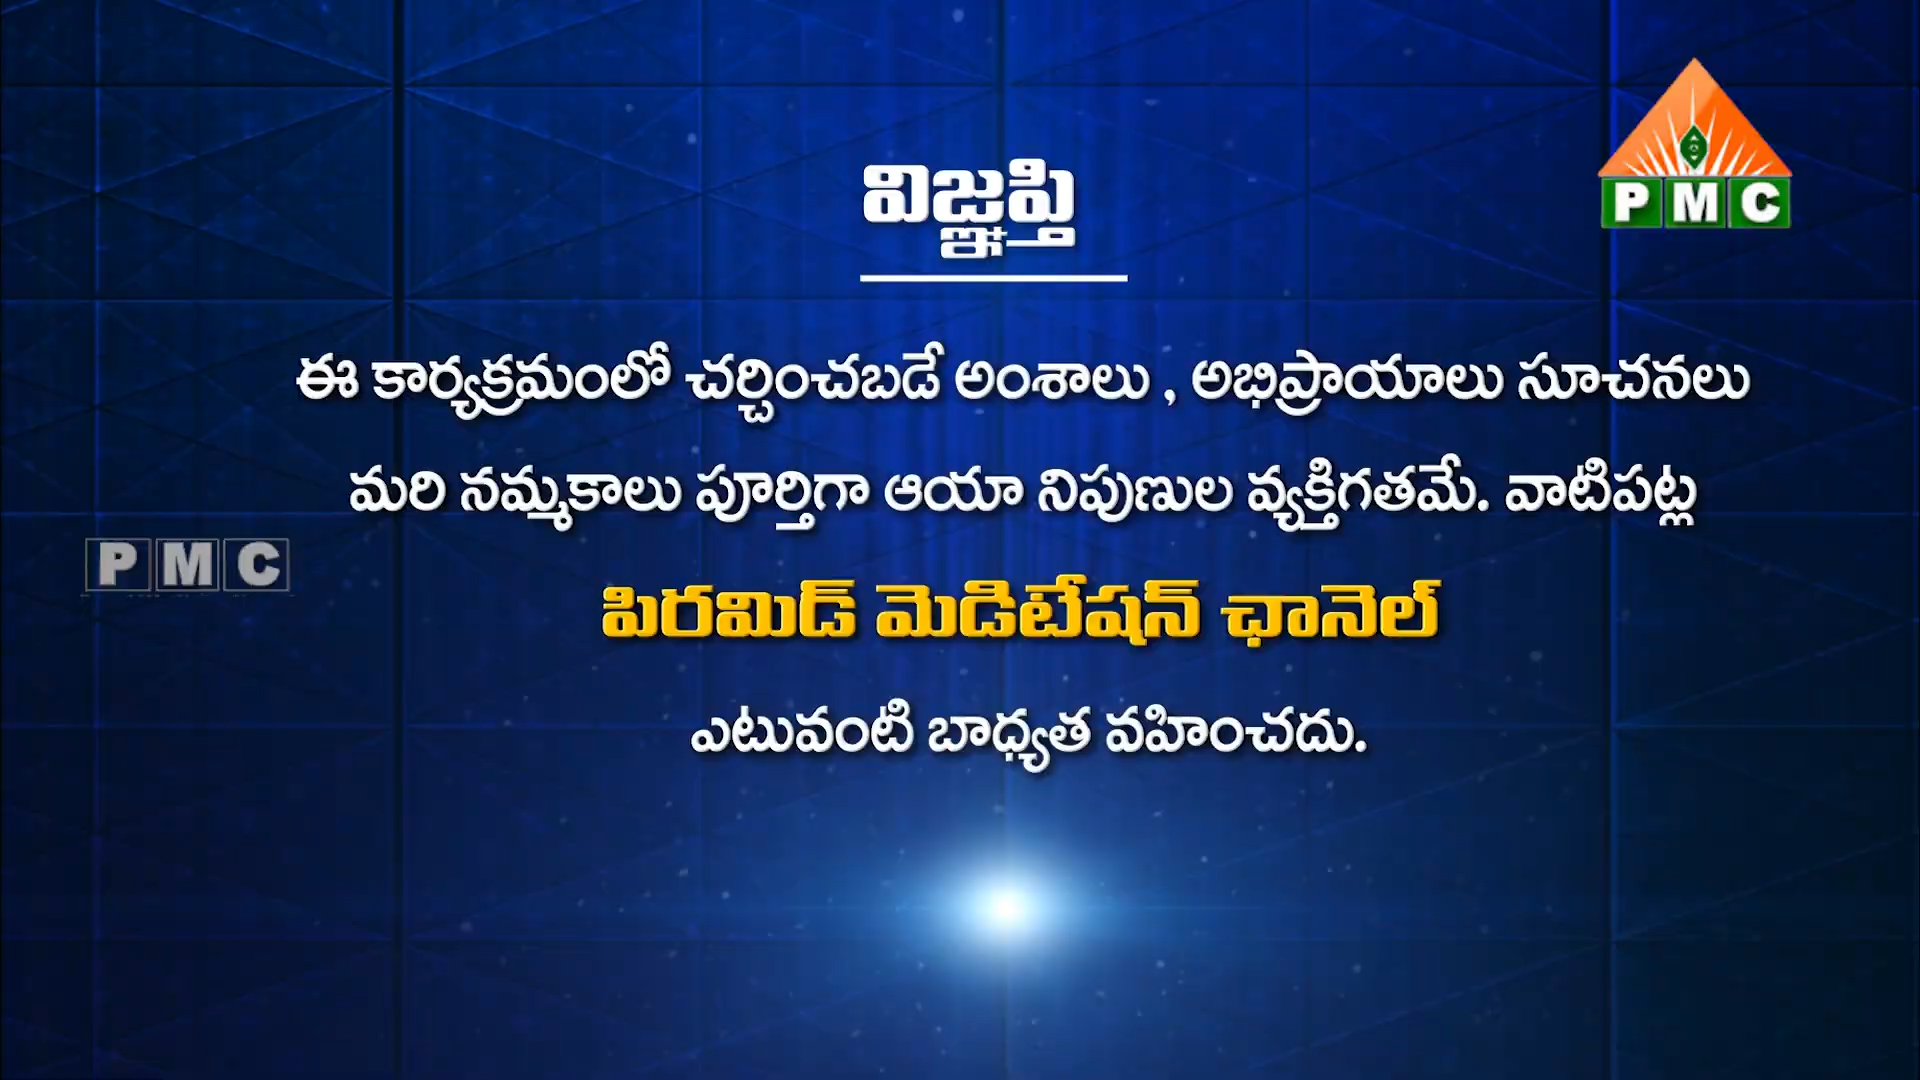 విజ్ఞప్తి
PMC
ఈ కార్యక్రమంలో చర్చించబడే అంశాలు , అభిప్రాయాలు సూచనలు
మరి నమ్మకాలు పూర్తిగా ఆయా నిపుణుల వ్యక్తిగతమే. వాటిపట్ల
PMC
పిరమిడ్ మెడిటేషన్ ఛానెల్
ఎటువంటి బాధ్యత వహించదు.